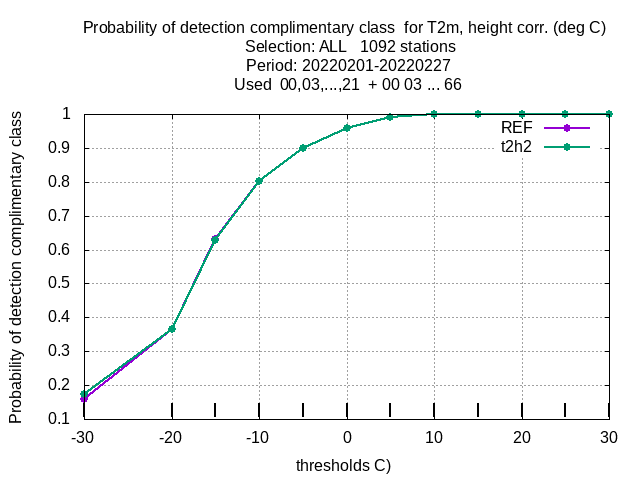 Probability of detection complimentary class  for T2m, height corr. (deg C)
Selection: ALL   1092 stations
Period: 20220201-20220227
Used  00,03,...,21  + 00 03 ... 66
Probability of detection complimentary class
1
0.9
0.8
0.7
0.6
0.5
0.4
0.3
0.2
0.1
REF
t2h2
-30 -20 -10 0 10 20 30
thresholds C)